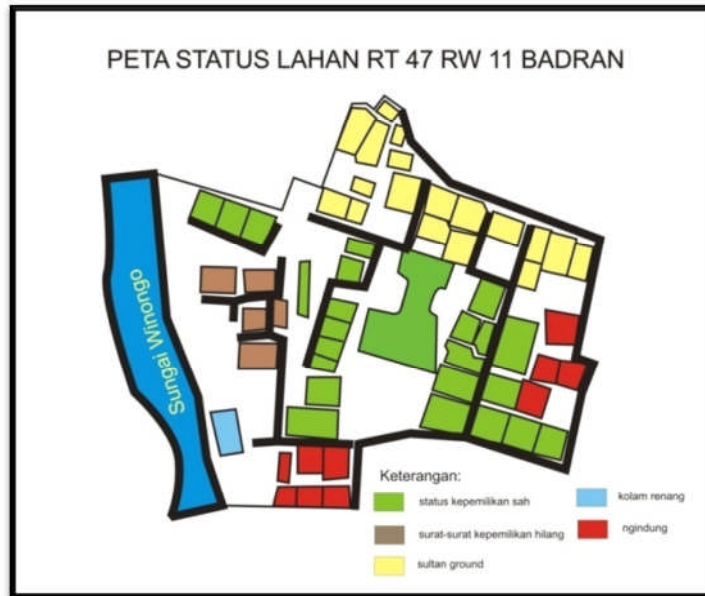 PETA STATUS LAHAN RT 47 RW 11 BADRAN
Sungai Winongo
Keterangan:
status kepemilikan sah
surat-surat kepemilikan hilang
sultan ground
kolam renang
ngindung